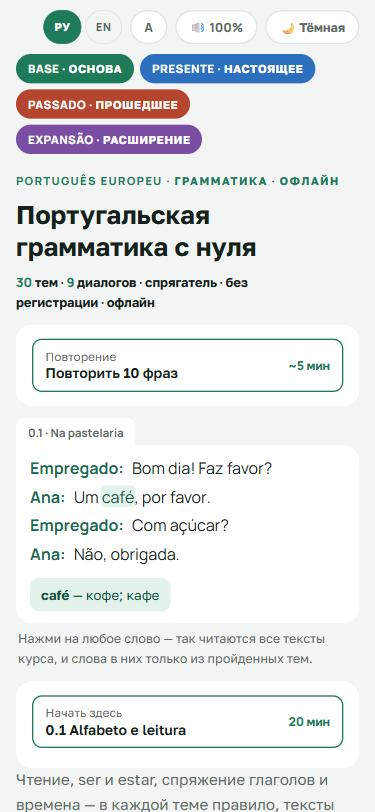 РУ EN A 🔊 100% 🌙 Тёмная
BASE · ОСНОВА PRESENTE · НАСТОЯЩЕЕ
PASSADO · ПРОШЕДШЕЕ
EXPANSÃO · РАСШИРЕНИЕ
PORTUGUÊS EUROPEU · ГРАММАТИКА · ОФЛАЙН
Португальская
грамматика с нуля
30 тем · 9 диалогов · спрягатель · без
регистрации · офлайн
Повторение
Повторить 10 фраз
~5 мин
0.1 · Na pastelaria
Empregado: Bom dia! Faz favor?
Ana: Um café, por favor.
Empregado: Com açúcar?
Ana: Não, obrigada.
café — кофе; кафе
Нажми на любое слово — так читаются все тексты
курса, и слова в них только из пройденных тем.
Начать здесь
0.1 Alfabeto e leitura
20 мин
Чтение, ser и estar, спряжение глаголов и
времена — в каждой теме правило, тексты